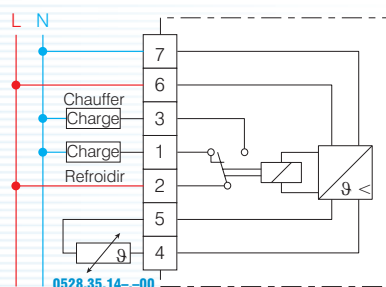 L N
7
6
Chauffer
Charge 3
Charge 1
Refroidir
2
5
ϑ 4
ϑ <
0528.35.14-.-00